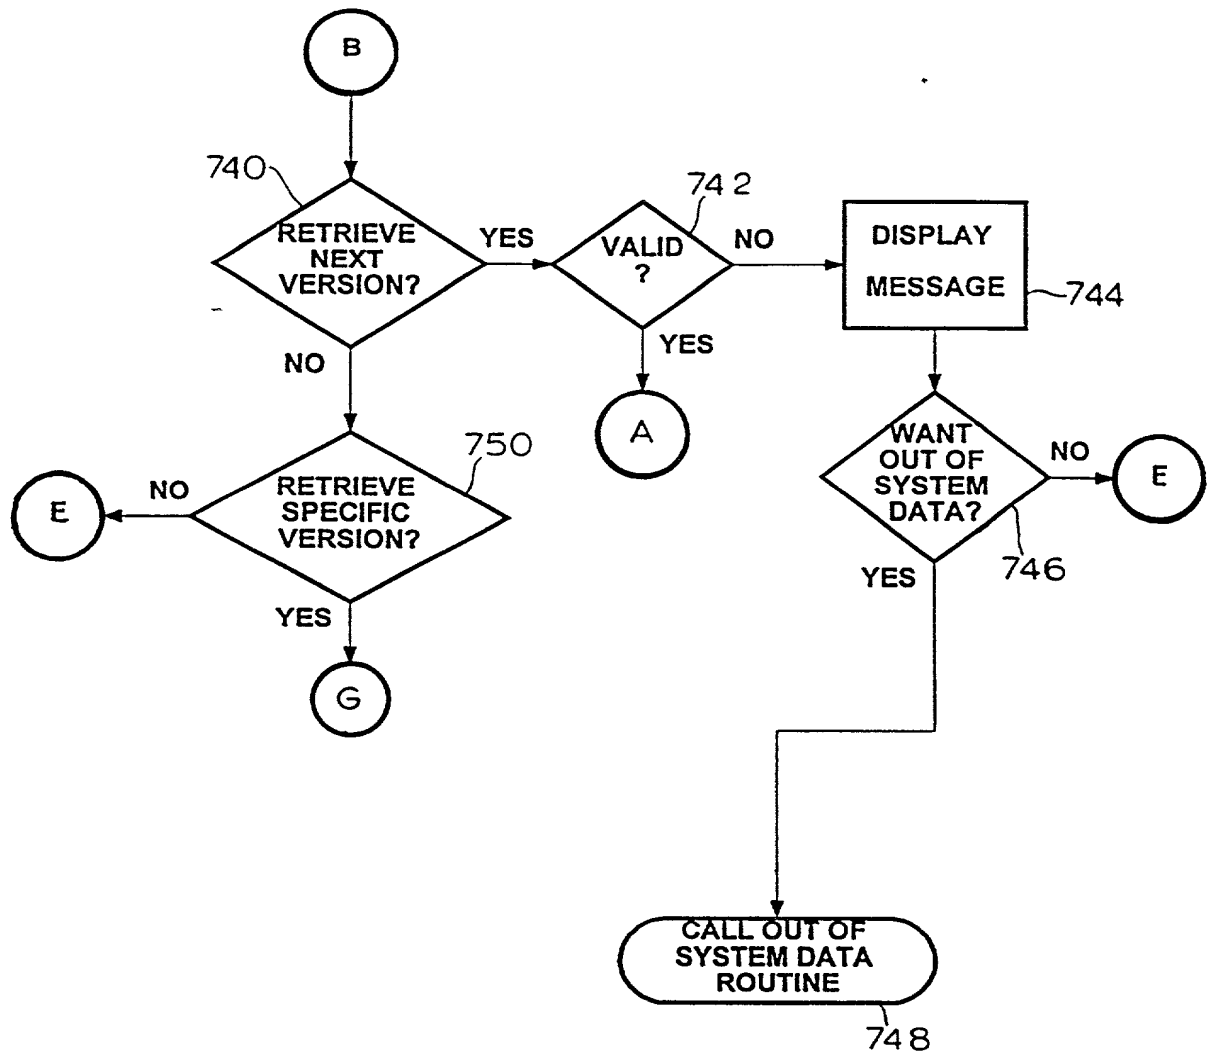 B
740
RETRIEVE
NEXT
VERSION?
YES
742
VALID
?
NO
DISPLAY
MESSAGE
744
NO
YES
A
750
RETRIEVE
SPECIFIC
VERSION?
NO
E
YES
G
WANT
OUT OF
SYSTEM
DATA?
NO
E
746
YES
CALL OUT OF
SYSTEM DATA
ROUTINE
748